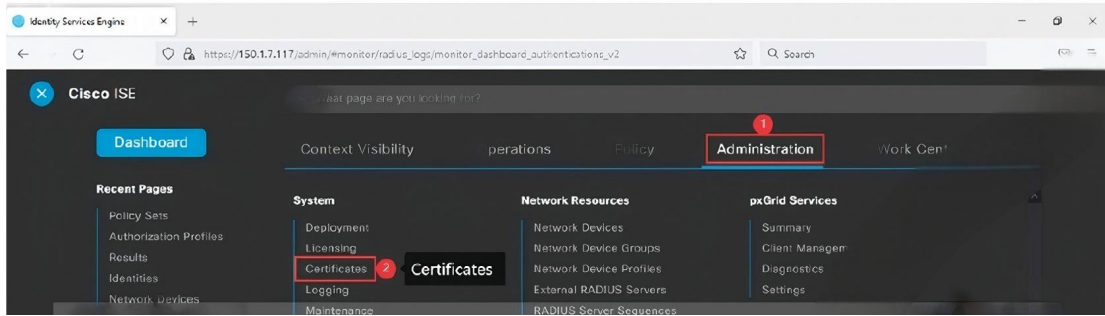 Identity Services Engine
https://150.1.7.117/admin/#monitor/radius_logs/monitor_dashboard_authentications_v2
Search
Cisco ISE
What page are you looking for?
Dashboard
1
Context Visibility perations Policy Administration Work Cent
Recent Pages
Policy Sets
Authorization Profiles
Results
Identities
Network Devices
System
Deployment
Licensing
Certificates 2 Certificates
Logging
Maintenance
Network Resources
Network Devices
Network Device Groups
Network Device Profiles
External RADIUS Servers
RADIUS Server Sequences
pxGrid Services
Summary
Client Managem
Diagnostics
Settings